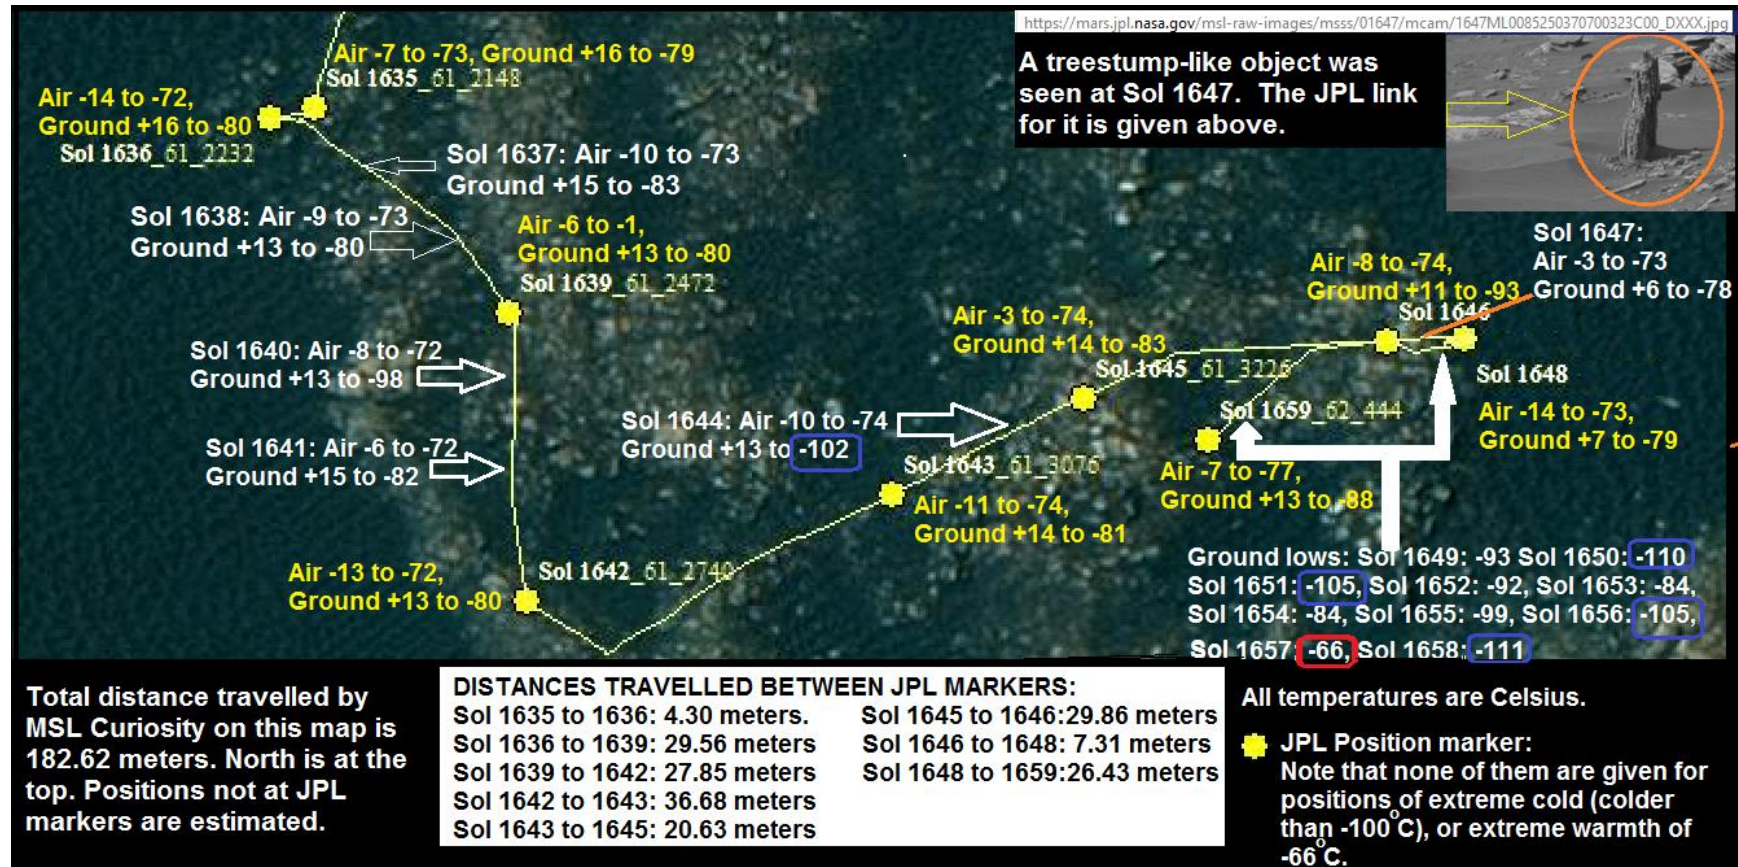 https://mars.jpl.nasa.gov/msl-raw-images/msss/01647/mcam/1647ML0085250370700323C00_DXXX.jpg
A treestump-like object was
seen at Sol 1647. The JPL link
for it is given above.
Air -7 to -73, Ground +16 to -79
Sol 1635_61_2148
Air -14 to -72,
Ground +16 to -80
Sol 1636_61_2232
Sol 1637: Air -10 to -73
Ground +15 to -83
Sol 1638: Air -9 to -73
Ground +13 to -80
Air -6 to -1,
Ground +13 to -80
Sol 1639_61_2472
Sol 1640: Air -8 to -72
Ground +13 to -98
Sol 1641: Air -6 to -72
Ground +15 to -82
Air -13 to -72,
Ground +13 to -80
Sol 1642_61_2740
Sol 1644: Air -10 to -74
Ground +13 to -102
Sol 1643_61_3076
Air -11 to -74,
Ground +14 to -81
Air -3 to -74,
Ground +14 to -83
Sol 1645_61_3226
Air -8 to -74,
Ground +11 to -93
Sol 1646
Sol 1647:
Air -3 to -73
Ground +6 to -78
Sol 1648
Air -14 to -73,
Ground +7 to -79
Sol 1659_62_444
Air -7 to -77,
Ground +13 to -88
Ground lows: Sol 1649: -93 Sol 1650: -110
Sol 1651: -105, Sol 1652: -92, Sol 1653: -84,
Sol 1654: -84, Sol 1655: -99, Sol 1656: -105,
Sol 1657: -66, Sol 1658: -111
Total distance travelled by
MSL Curiosity on this map is
182.62 meters. North is at the
top. Positions not at JPL
markers are estimated.
DISTANCES TRAVELLED BETWEEN JPL MARKERS:
Sol 1635 to 1636: 4.30 meters.
Sol 1636 to 1639: 29.56 meters
Sol 1639 to 1642: 27.85 meters
Sol 1642 to 1643: 36.68 meters
Sol 1643 to 1645: 20.63 meters
Sol 1645 to 1646:29.86 meters
Sol 1646 to 1648: 7.31 meters
Sol 1648 to 1659:26.43 meters
All temperatures are Celsius.
JPL Position marker:
Note that none of them are given for
positions of extreme cold (colder
than -100°C), or extreme warmth of
-66°C.